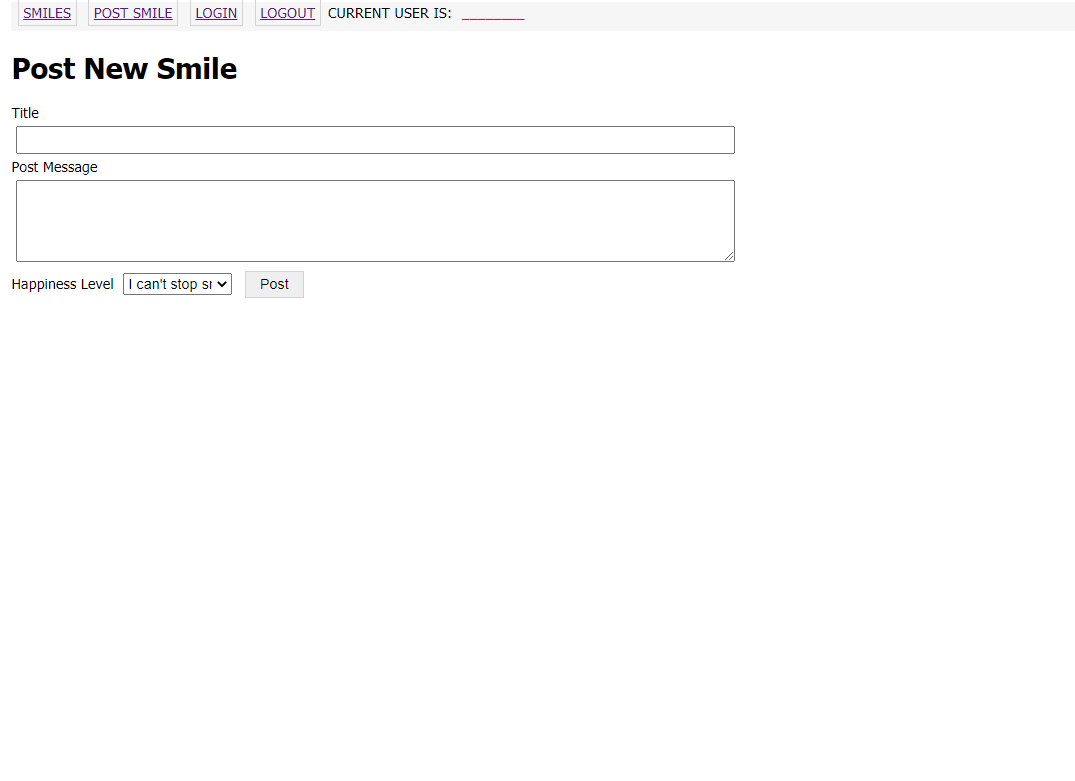 SMILES POST SMILE LOGIN LOGOUT CURRENT USER IS: ________
Post New Smile
Title
Post Message
Happiness Level I can't stop sr Post